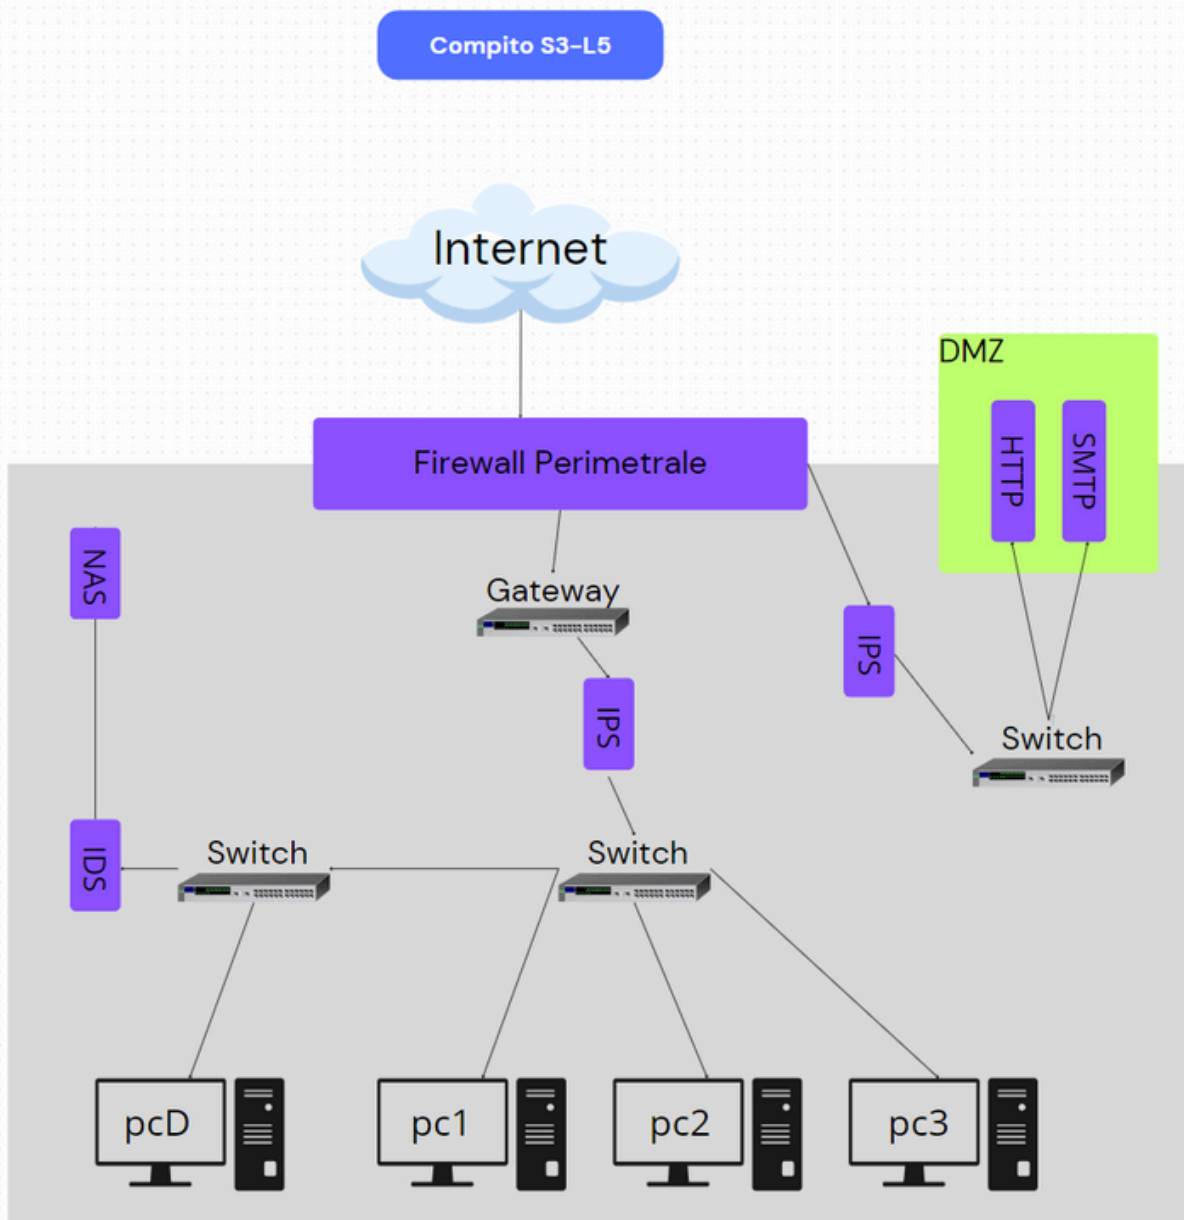 Compito S3-L5
Internet
DMZ
HTTP
SMTP
Firewall Perimetrale
NAS
Gateway
IPS
IPS
Switch
IDS
Switch
Switch
pcD
pc1
pc2
pc3